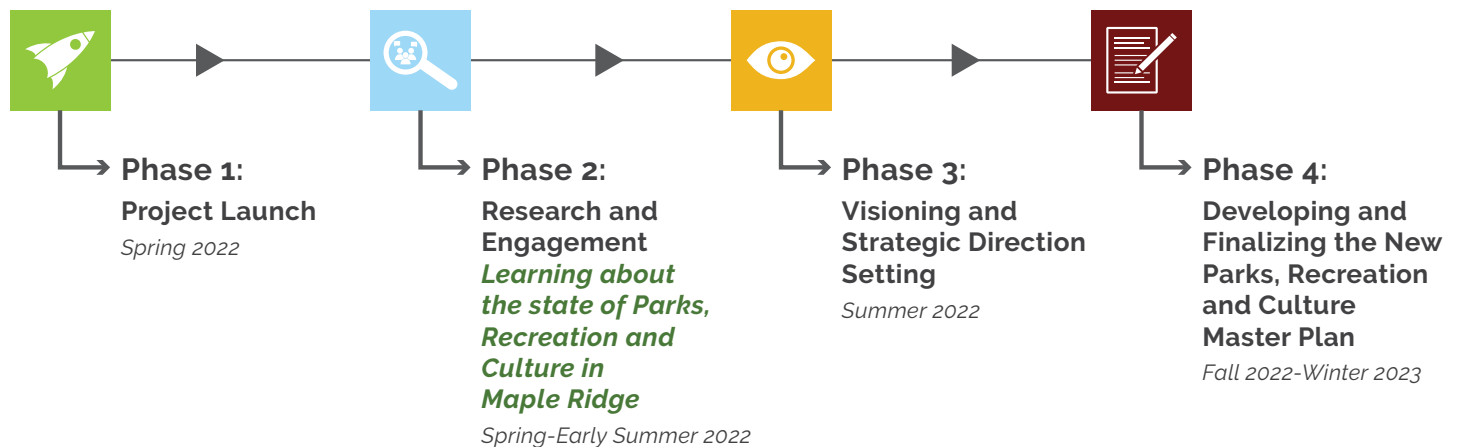 Phase 1:
Project Launch
Spring 2022
Phase 2:
Research and
Engagement
Learning about
the state of Parks,
Recreation and
Culture in
Maple Ridge
Spring-Early Summer 2022
Phase 3:
Visioning and
Strategic Direction
Setting
Summer 2022
Phase 4:
Developing and
Finalizing the New
Parks, Recreation
and Culture
Master Plan
Fall 2022-Winter 2023